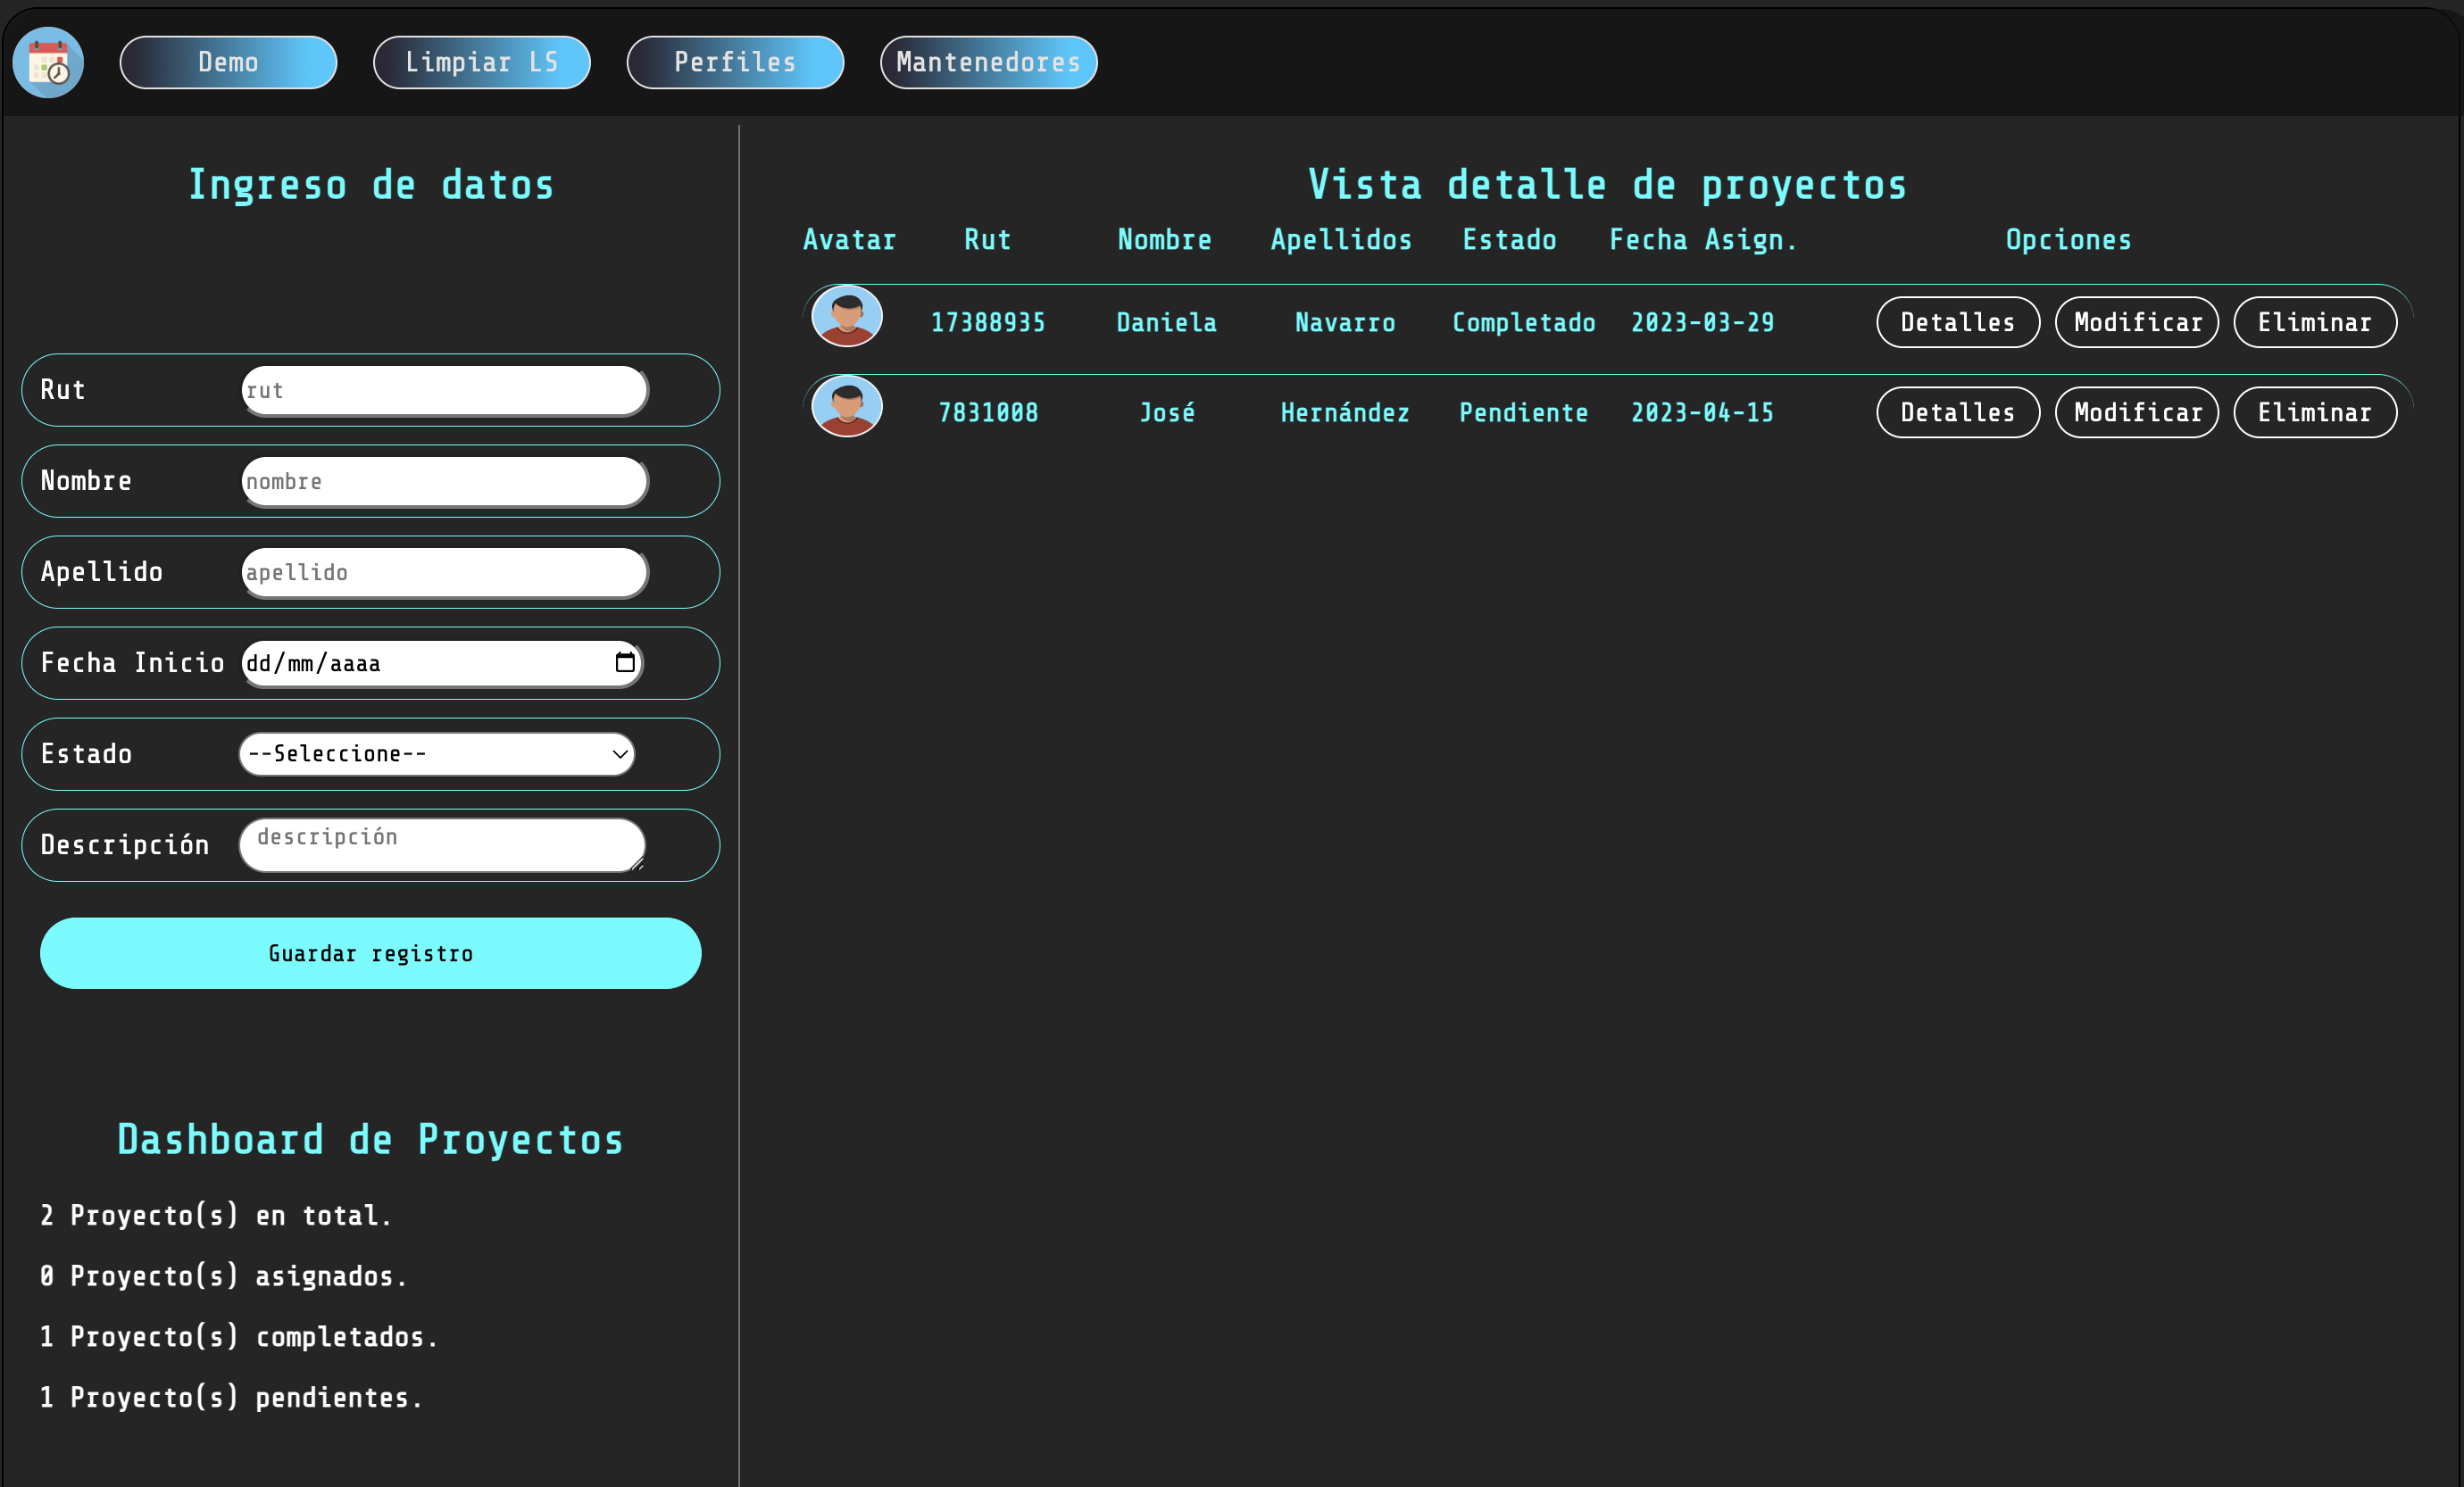 Demo Limpiar LS Perfiles Mantenedores
Ingreso de datos
Rut rut
Nombre nombre
Apellido apellido
Fecha Inicio dd/mm/aaaa
Estado --Seleccione--
Descripción descripción
Guardar registro
Dashboard de Proyectos
2 Proyecto(s) en total.
0 Proyecto(s) asignados.
1 Proyecto(s) completados.
1 Proyecto(s) pendientes.
Vista detalle de proyectos
Avatar Rut Nombre Apellidos Estado Fecha Asign. Opciones
17388935 Daniela Navarro Completado 2023-03-29 Detalles Modificar Eliminar
7831008 José Hernández Pendiente 2023-04-15 Detalles Modificar Eliminar